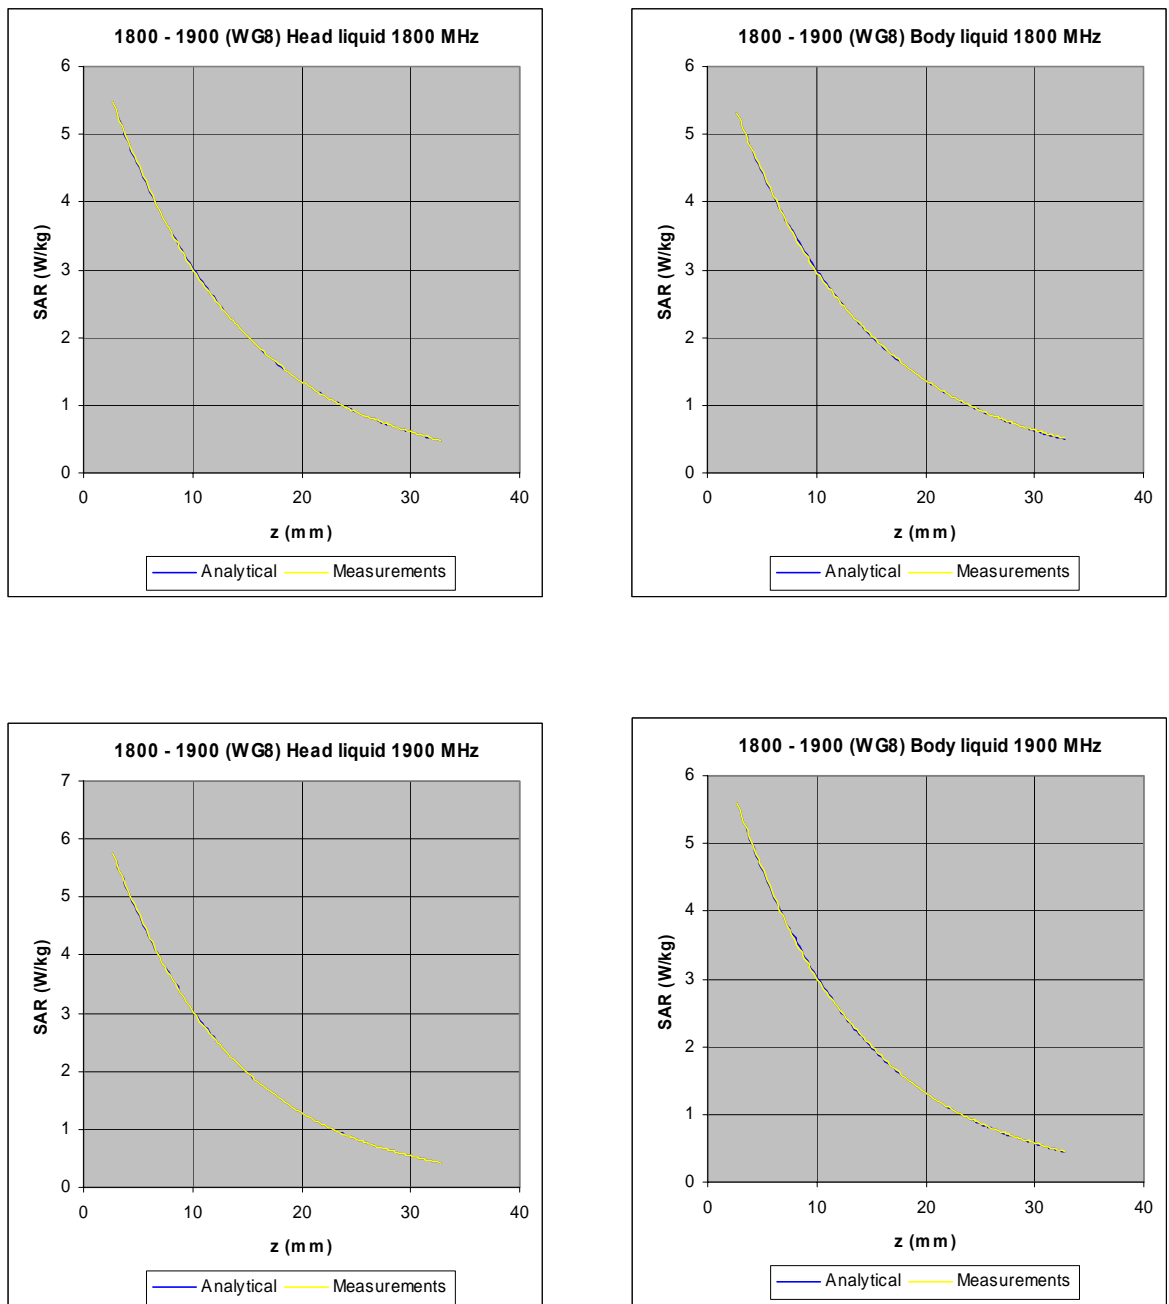 1800 - 1900 (WG8) Head liquid 1800 MHz
6
5
4
3
2
1
0
SAR (W/kg)
0 10 20 30 40
z (mm)
Analytical Measurements
1800 - 1900 (WG8) Body liquid 1800 MHz
6
5
4
3
2
1
0
SAR (W/kg)
0 10 20 30 40
z (mm)
Analytical Measurements
1800 - 1900 (WG8) Head liquid 1900 MHz
7
6
5
4
3
2
1
0
SAR (W/kg)
0 10 20 30 40
z (mm)
Analytical Measurements
1800 - 1900 (WG8) Body liquid 1900 MHz
6
5
4
3
2
1
0
SAR (W/kg)
0 10 20 30 40
z (mm)
Analytical Measurements